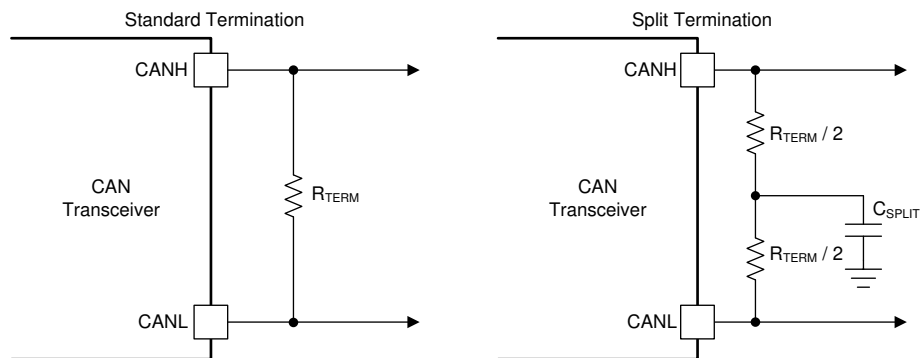 Standard Termination
CANH
CAN
Transceiver
R_TERM
CANL
Split Termination
CANH
R_TERM / 2
CAN
Transceiver
C_SPLIT
R_TERM / 2
CANL